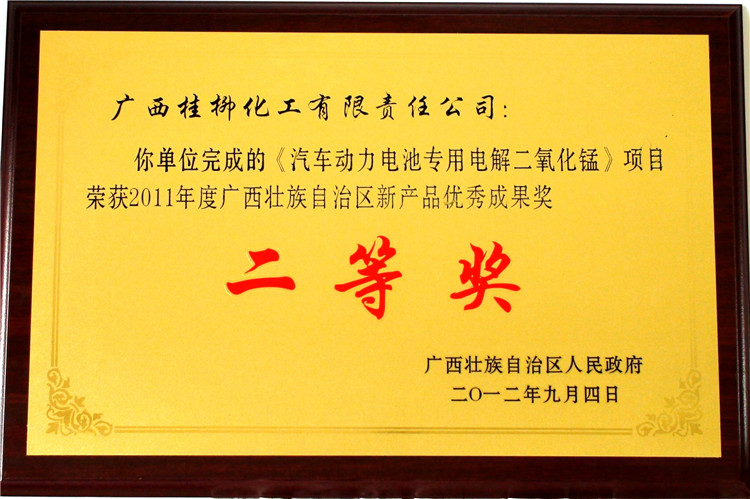 广西桂柳化工有限责任公司:
你单位完成的《汽车动力电池专用电解二氧化锰》项目
荣获2011年度广西壮族自治区新产品优秀成果奖
二等奖
广西壮族自治区人民政府
二〇一二年九月四日